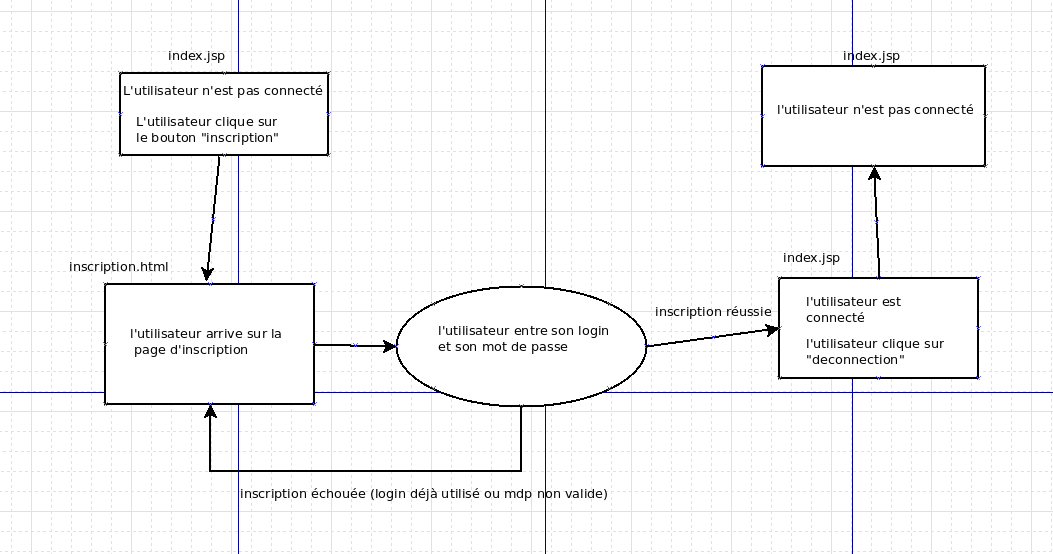 index.jsp
L'utilisateur n'est pas connecté
L'utilisateur clique sur
le bouton "inscription"
inscription.html
l'utilisateur arrive sur la
page d'inscription
l'utilisateur entre son login
et son mot de passe
inscription échouée (login déjà utilisé ou mdp non valide)
inscription réussie
index.jsp
l'utilisateur est
connecté
l'utilisateur clique sur
"deconnection"
index.jsp
l'utilisateur n'est pas connecté